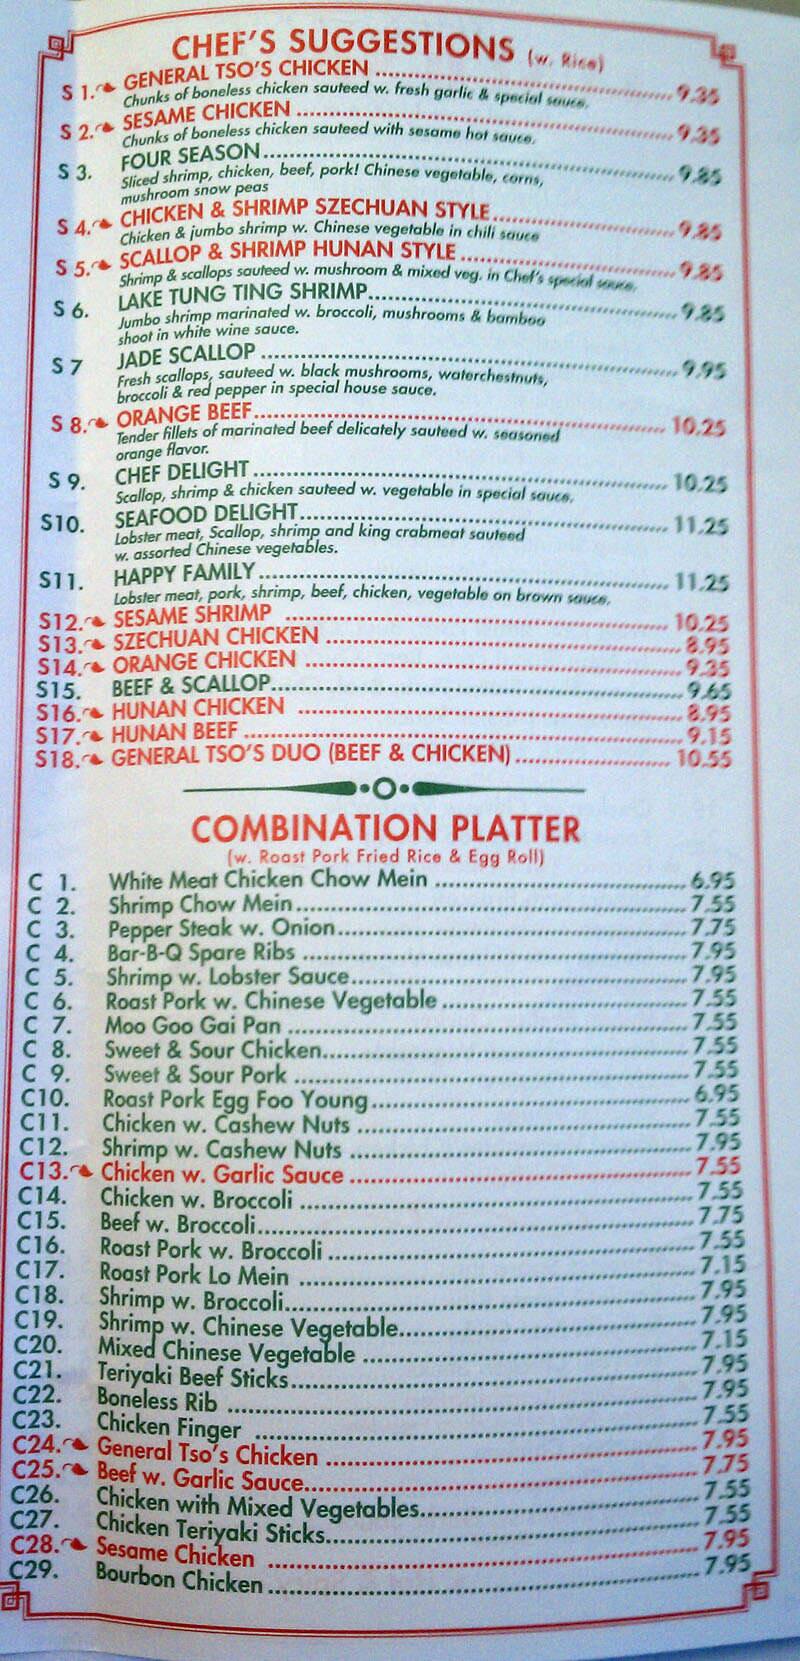 CHEF'S SUGGESTIONS (w. Rice)
S 1. GENERAL TSO'S CHICKEN 9.35
Chunks of boneless chicken sauteed w. fresh garlic & special sauce.
S 2. SESAME CHICKEN 9.35
Chunks of boneless chicken sauteed with sesame hot sauce.
S 3. FOUR SEASON 9.85
Sliced shrimp, chicken, beef, pork! Chinese vegetable, corns,
mushroom snow peas
S 4. CHICKEN & SHRIMP SZECHUAN STYLE 9.85
Chicken & jumbo shrimp w. Chinese vegetable in chili sauce
S 5. SCALLOP & SHRIMP HUNAN STYLE 9.85
Shrimp & scallops sauteed w. mushroom & mixed veg. in Chef's special sauce.
S 6. LAKE TUNG TING SHRIMP 9.85
Jumbo shrimp marinated w. broccoli, mushrooms & bamboo
shoot in white wine sauce.
S 7 JADE SCALLOP 9.95
Fresh scallops, sauteed w. black mushrooms, waterchestnuts,
broccoli & red pepper in special house sauce.
S 8. ORANGE BEEF 10.25
Tender fillets of marinated beef delicately sauteed w. seasoned
orange flavor.
S 9. CHEF DELIGHT 10.25
Scallop, shrimp & chicken sauteed w. vegetable in special sauce.
S10. SEAFOOD DELIGHT 11.25
Lobster meat, Scallop, shrimp and king crabmeat sauteed
w. assorted Chinese vegetables.
S11. HAPPY FAMILY 11.25
Lobster meat, pork, shrimp, beef, chicken, vegetable on brown sauce.
S12. SESAME SHRIMP 10.25
S13. SZECHUAN CHICKEN 8.95
S14. ORANGE CHICKEN 9.35
S15. BEEF & SCALLOP 9.65
S16. HUNAN CHICKEN 8.95
S17. HUNAN BEEF 9.15
S18. GENERAL TSO'S DUO (BEEF & CHICKEN) 10.55
COMBINATION PLATTER
(w. Roast Pork Fried Rice & Egg Roll)
C 1. White Meat Chicken Chow Mein 6.95
C 2. Shrimp Chow Mein 7.55
C 3. Pepper Steak w. Onion 7.75
C 4. Bar-B-Q Spare Ribs 7.95
C 5. Shrimp w. Lobster Sauce 7.95
C 6. Roast Pork w. Chinese Vegetable 7.55
C 7. Moo Goo Gai Pan 7.55
C 8. Sweet & Sour Chicken 7.55
C 9. Sweet & Sour Pork 7.55
C10. Roast Pork Egg Foo Young 6.95
C11. Chicken w. Cashew Nuts 7.55
C12. Shrimp w. Cashew Nuts 7.95
C13. Chicken w. Garlic Sauce 7.55
C14. Chicken w. Broccoli 7.55
C15. Beef w. Broccoli 7.75
C16. Roast Pork w. Broccoli 7.55
C17. Roast Pork Lo Mein 7.15
C18. Shrimp w. Broccoli 7.95
C19. Shrimp w. Chinese Vegetable 7.95
C20. Mixed Chinese Vegetable 7.15
C21. Teriyaki Beef Sticks 7.95
C22. Boneless Rib 7.95
C23. Chicken Finger 7.55
C24. General Tso's Chicken 7.95
C25. Beef w. Garlic Sauce 7.75
C26. Chicken with Mixed Vegetables 7.55
C27. Chicken Teriyaki Sticks 7.55
C28. Sesame Chicken 7.95
C29. Bourbon Chicken 7.95